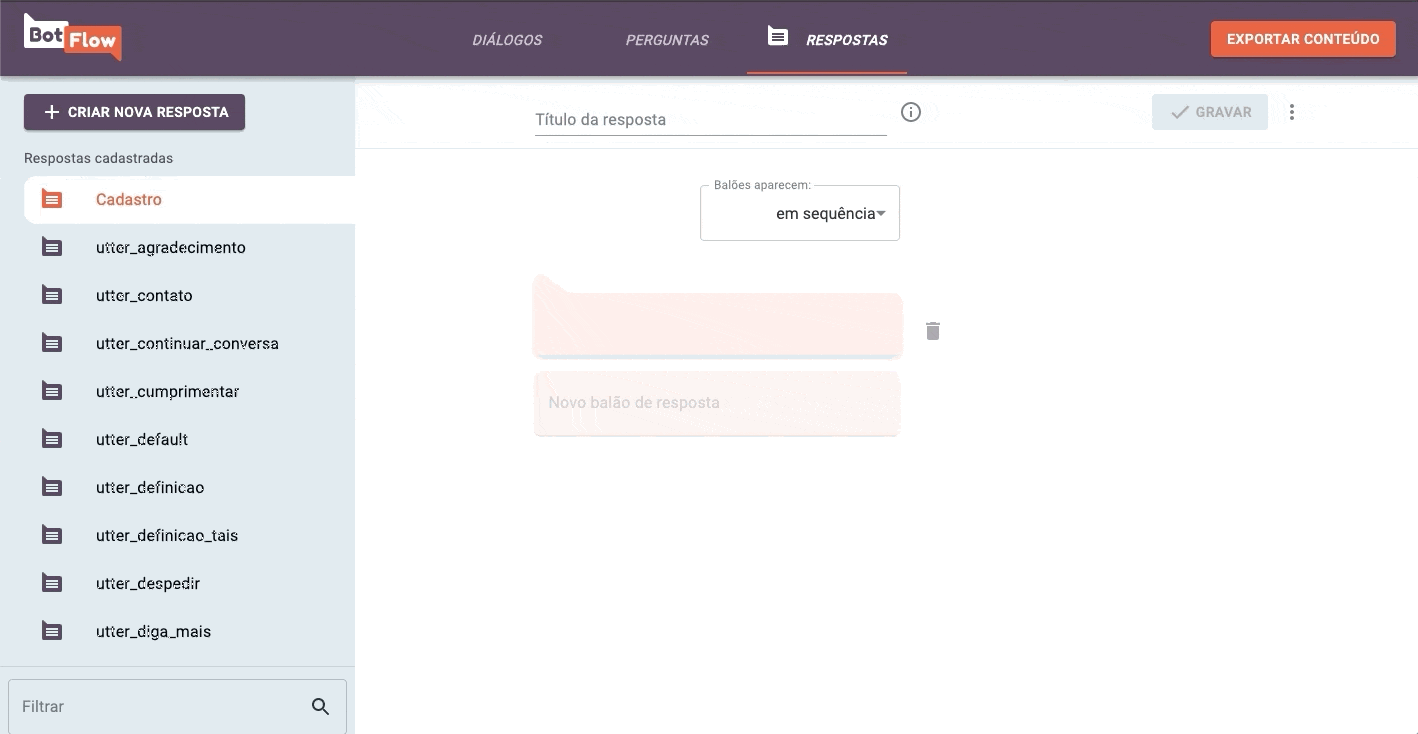 Bot Flow
DIÁLOGOS
PERGUNTAS
RESPOSTAS
EXPORTAR CONTEÚDO
CRIAR NOVA RESPOSTA
Título da resposta
GRAVAR
Respostas cadastradas
Cadastro
utter_agradecimento
utter_contato
utter_continuar_conversa
utter_cumprimentar
utter_default
utter_definicao
utter_definicao_tais
utter_despedir
utter_diga_mais
Filtrar
Balões aparecem:
em sequência
Novo balão de resposta